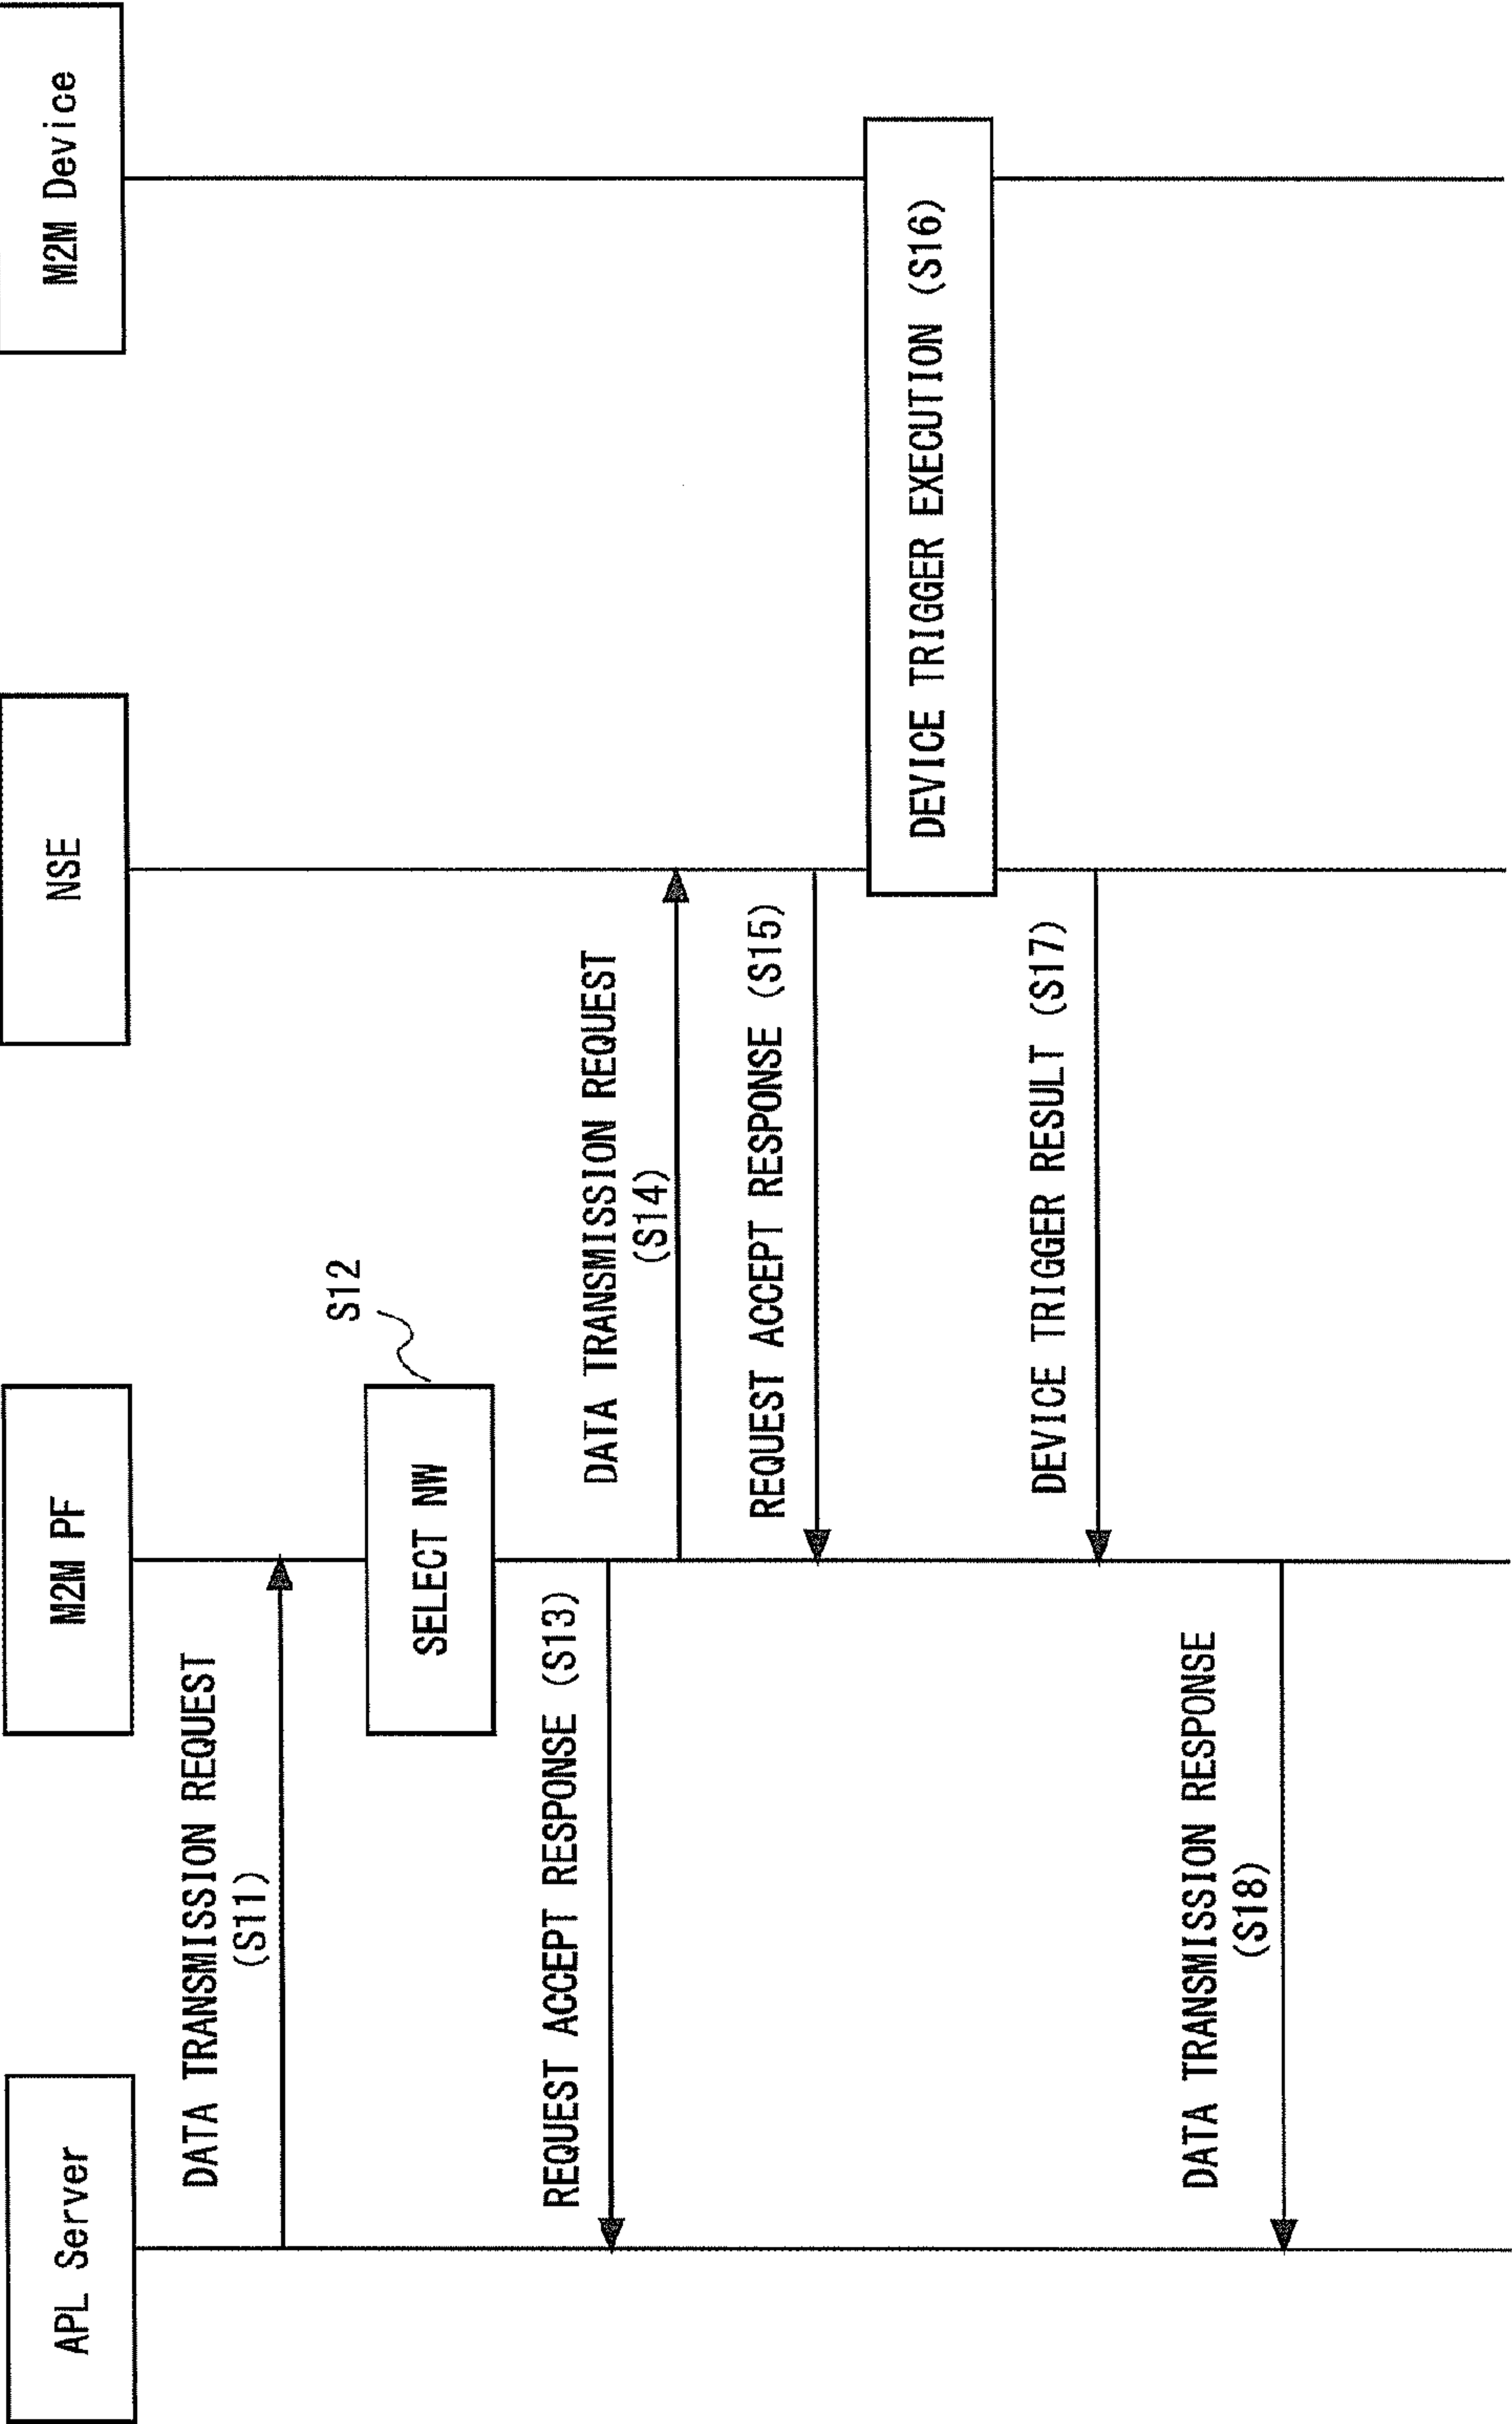 APL Server
M2M PF
NSE
M2M Device
DATA TRANSMISSION REQUEST
(S11)
SELECT NW
S12
REQUEST ACCEPT RESPONSE (S13)
DATA TRANSMISSION REQUEST
(S14)
REQUEST ACCEPT RESPONSE (S15)
DEVICE TRIGGER EXECUTION (S16)
DEVICE TRIGGER RESULT (S17)
DATA TRANSMISSION RESPONSE
(S18)